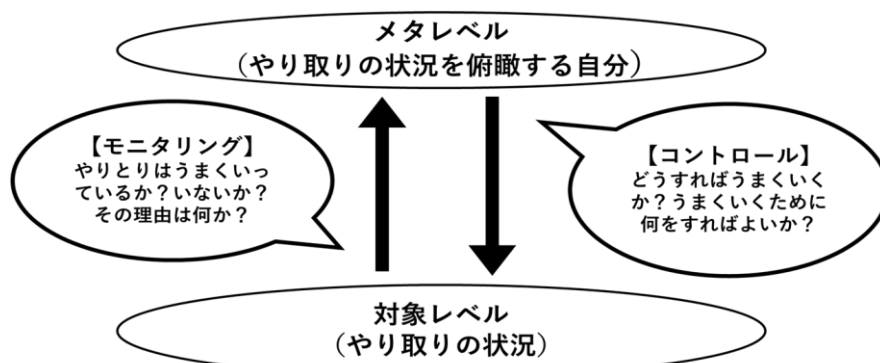 メタレベル
(やり取りの状況を俯瞰する自分)
【モニタリング】
やりとりはうまくいっ
ているか?いないか?
その理由は何か?
【コントロール】
どうすればうまくいく
か?うまくいくために
何をすればよいか?
対象レベル
(やり取りの状況)